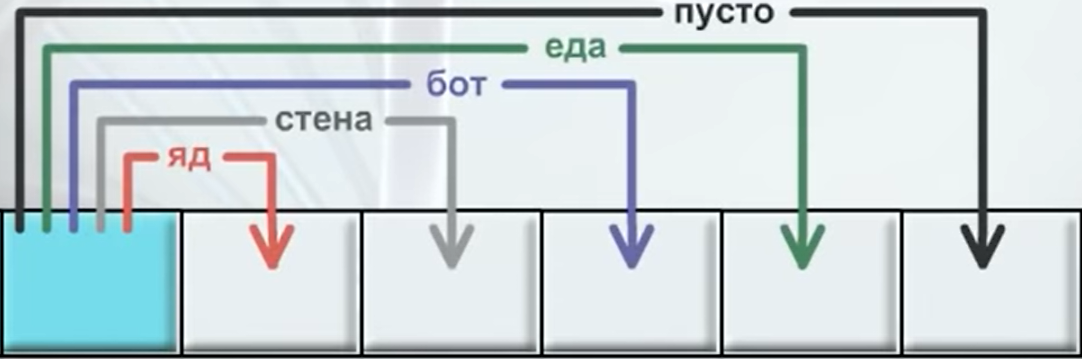 пусто
еда
бот
стена
яд